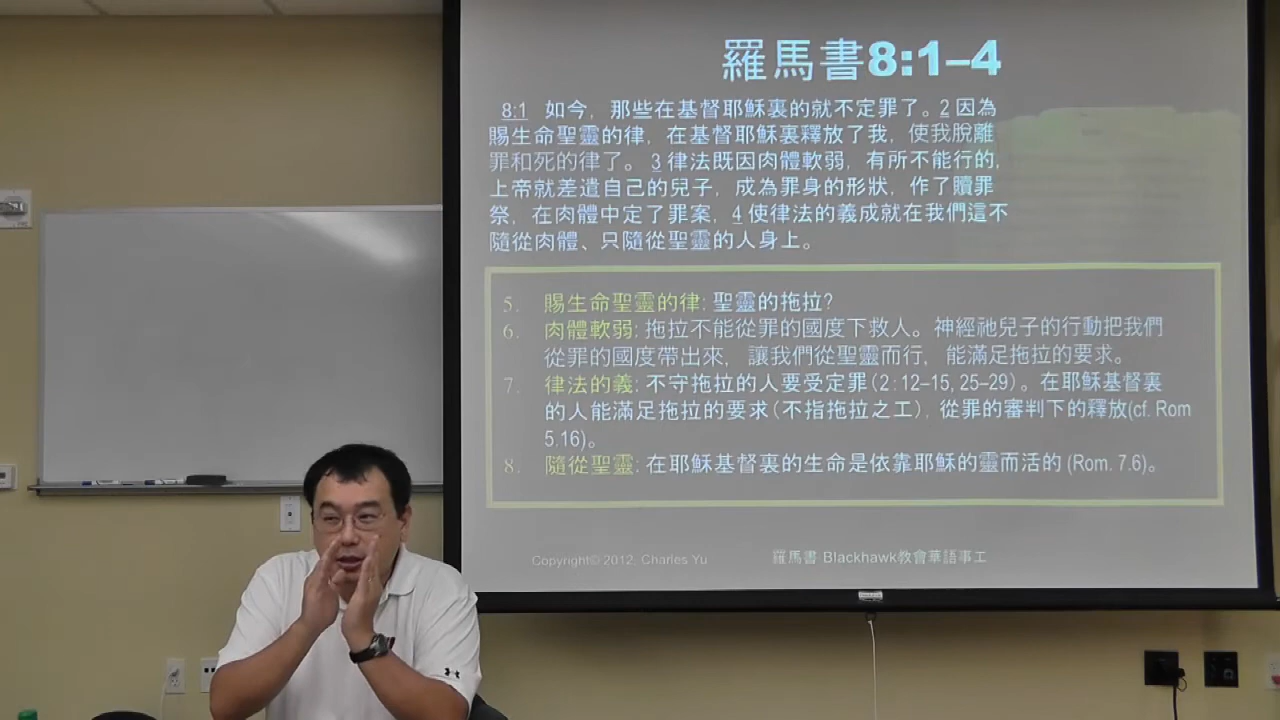 羅馬書8:1–4
8:1 如今，那些在基督耶穌裏的就不定罪了。2 因為
賜生命聖靈的律，在基督耶穌裏釋放了我，使我脫離
罪和死的律了。3 律法既因肉體軟弱，有所不能行的，
上帝就差遣自己的兒子，成為罪身的形狀，作了贖罪
祭，在肉體中定了罪案，4 使律法的義成就在我們這不
隨從肉體、只隨從聖靈的人身上。
5. 賜生命聖靈的律: 聖靈的拖拉?
6. 肉體軟弱: 拖拉不能從罪的國度下救人。神經祂兒子的行動把我們
從罪的國度帶出來，讓我們從聖靈而行，能滿足拖拉的要求。
7. 律法的義: 不守拖拉的人要受定罪(2:12–15, 25–29)。在耶穌基督裏
的人能滿足拖拉的要求(不指拖拉之工)，從罪的審判下的釋放(cf. Rom
5.16)。
8. 隨從聖靈: 在耶穌基督裏的生命是依靠耶穌的靈而活的 (Rom. 7.6)。
Copyright© 2012, Charles Yu 羅馬書 Blackhawk教會華語事工